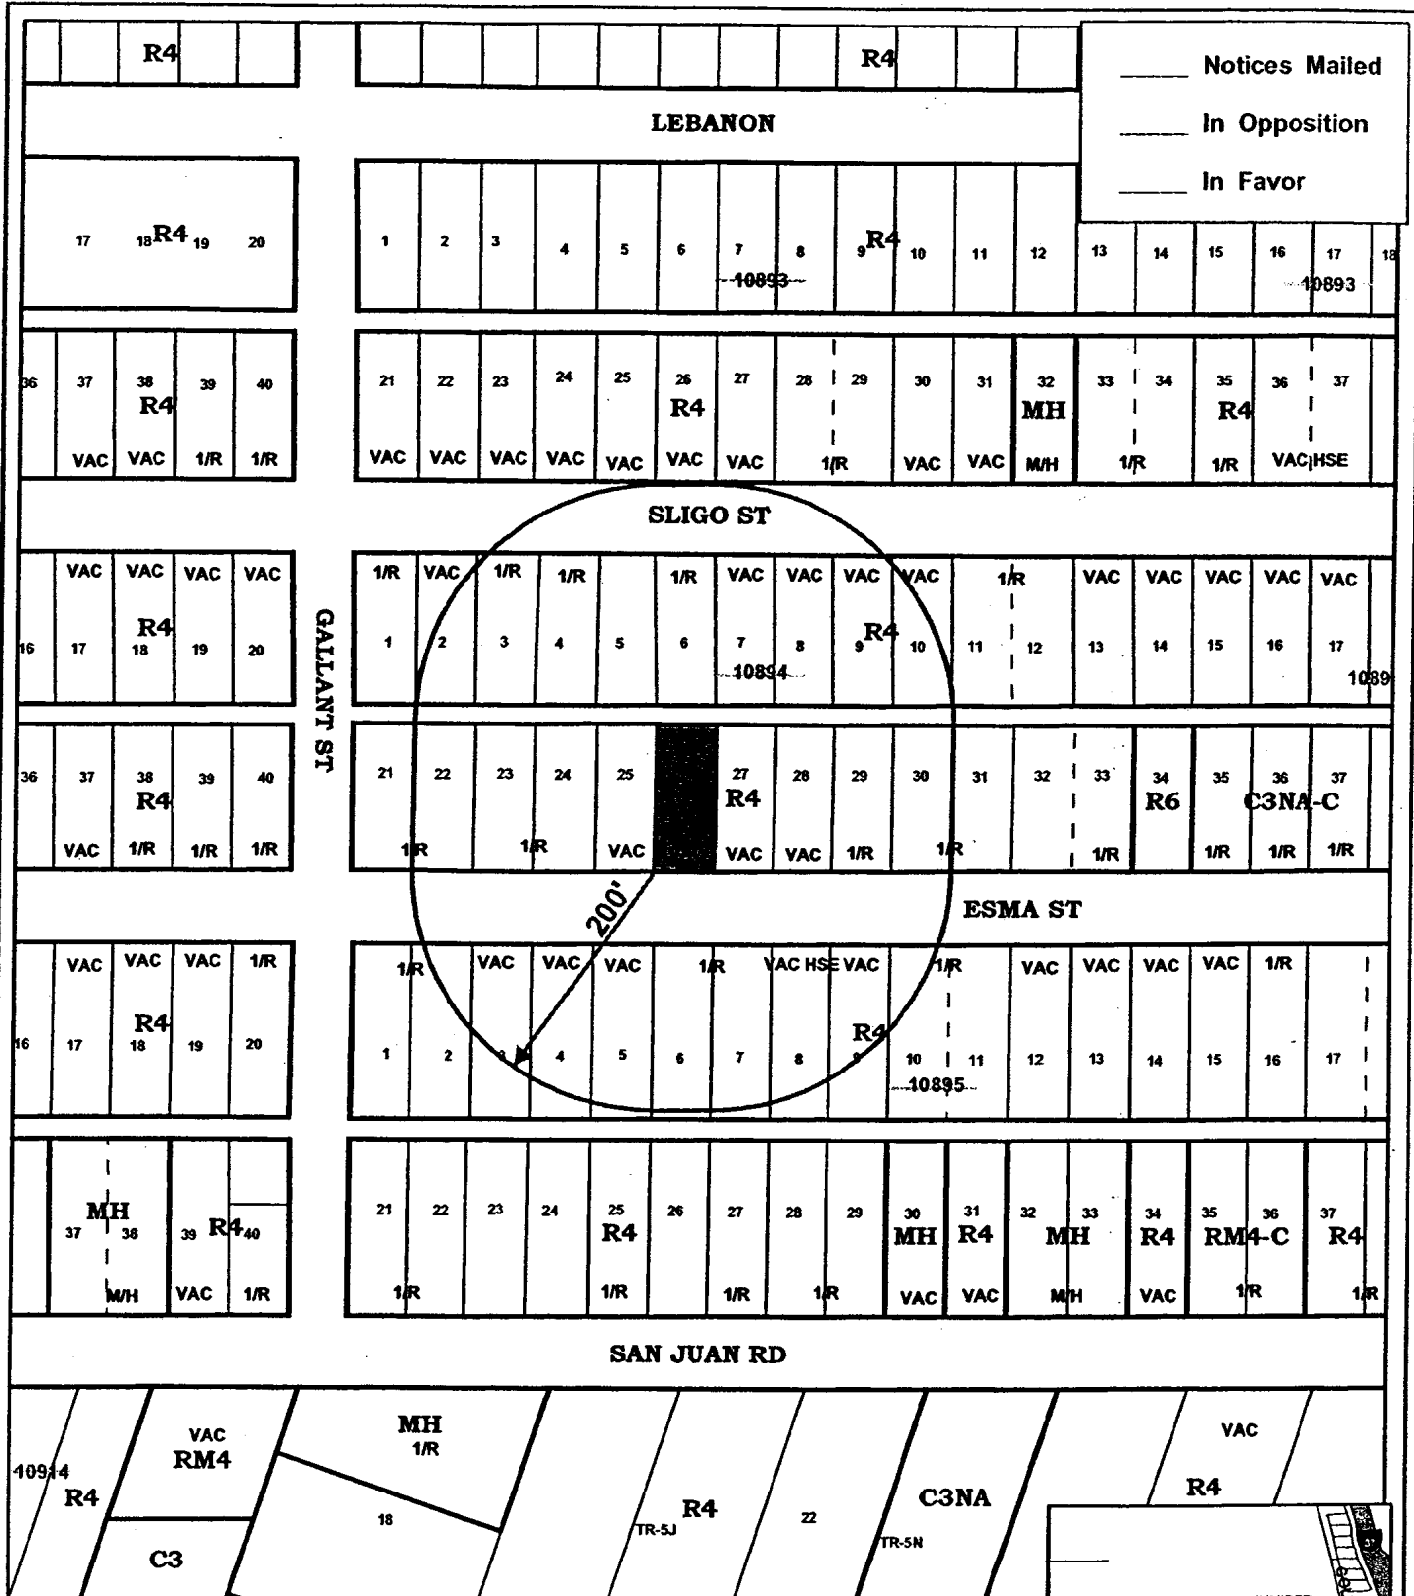 R4 R4
Notices Mailed
In Opposition
In Favor
LEBANON
17 18 R4 19 20 1 2 3 4 5 6 7 8 9 R4 10 11 12 13 14 15 16 17 18
10893 10893
36 37 38 39 40 21 22 23 24 25 26 27 28 29 30 31 32 33 34 35 36 37
R4 R4 MH R4
VAC VAC 1/R 1/R VAC VAC VAC VAC VAC VAC VAC 1/R VAC VAC M/H 1/R 1/R VAC HSE
SLIGO ST
VAC VAC VAC VAC 1/R VAC 1/R 1/R 1/R VAC VAC VAC VAC 1/R VAC VAC VAC VAC VAC
R4 R4
16 17 18 19 20 1 2 3 4 5 6 7 8 9 10 11 12 13 14 15 16 17
10894 1089
GALLANT ST
36 37 38 39 40 21 22 23 24 25 27 28 29 30 31 32 33 34 35 36 37
R4 R4 R6 C3NA-C
VAC 1/R 1/R 1/R 1/R 1/R VAC VAC VAC 1/R 1/R 1/R 1/R 1/R 1/R
200'
ESMA ST
VAC VAC VAC 1/R 1/R VAC VAC VAC 1/R VAC HSE VAC 1/R VAC VAC VAC VAC 1/R
R4 R4
16 17 18 19 20 1 2 3 4 5 6 7 8 9 10 11 12 13 14 15 16 17
10895
MH R4 21 22 23 24 25 26 27 28 29 30 31 32 33 34 35 36 37
37 38 39 40 R4 MH R4 MH R4 RM4-C R4
M/H VAC 1/R 1/R 1/R 1/R 1/R VAC VAC M/H VAC 1/R 1/R
SAN JUAN RD
VAC MH VAC
RM4 1/R
10914 R4 18 TR-5J R4 22 C3NA R4
C3 TR-5N